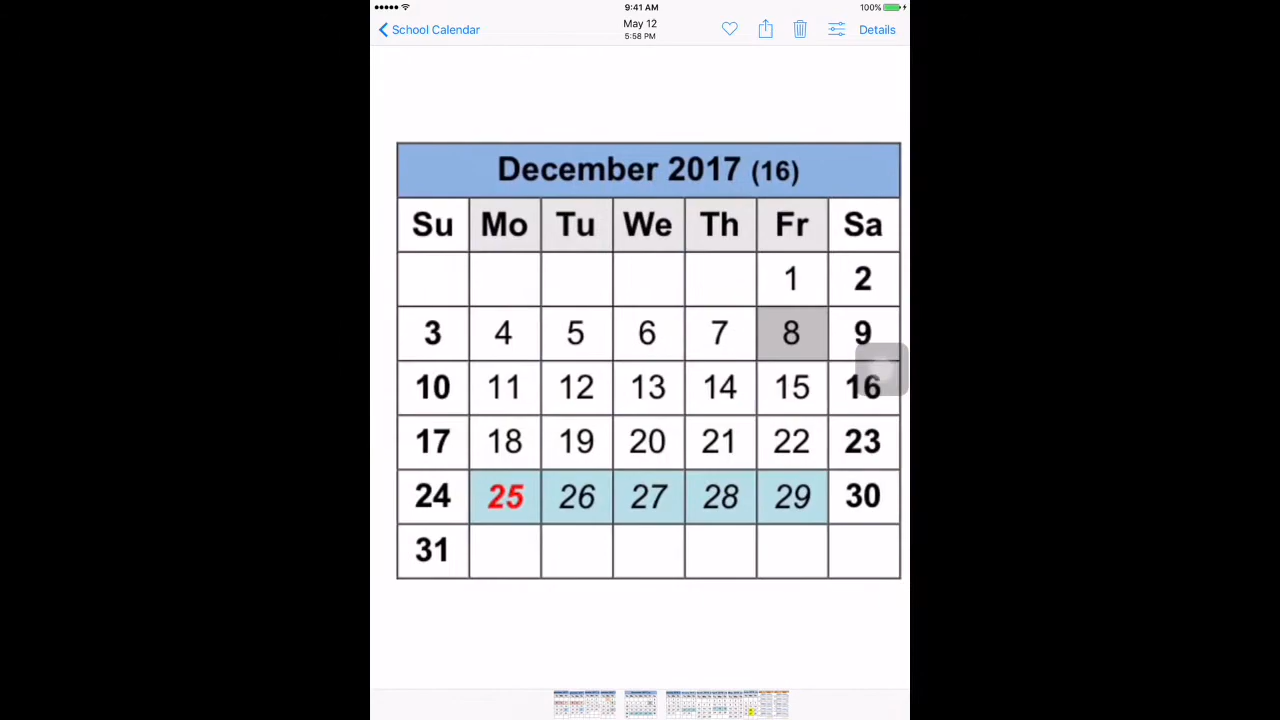 9:41 AM
100%
School Calendar
May 12
5:58 PM
Details
December 2017 (16)
Su Mo Tu We Th Fr Sa
1 2
3 4 5 6 7 8 9
10 11 12 13 14 15 16
17 18 19 20 21 22 23
24 25 26 27 28 29 30
31